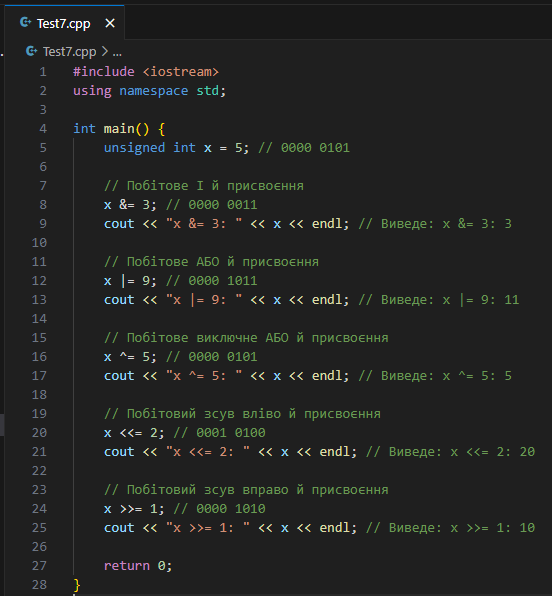 Test7.cpp
Test7.cpp > ...
1 #include <iostream>
2 using namespace std;
3
4 int main() {
5 unsigned int x = 5; // 0000 0101
6
7 // Побітове І й присвоєння
8 x &= 3; // 0000 0011
9 cout << "x &= 3: " << x << endl; // Виведе: x &= 3: 3
10
11 // Побітове АБО й присвоєння
12 x |= 9; // 0000 1011
13 cout << "x |= 9: " << x << endl; // Виведе: x |= 9: 11
14
15 // Побітове виключне АБО й присвоєння
16 x ^= 5; // 0000 0101
17 cout << "x ^= 5: " << x << endl; // Виведе: x ^= 5: 5
18
19 // Побітовий зсув вліво й присвоєння
20 x <<= 2; // 0001 0100
21 cout << "x <<= 2: " << x << endl; // Виведе: x <<= 2: 20
22
23 // Побітовий зсув вправо й присвоєння
24 x >>= 1; // 0000 1010
25 cout << "x >>= 1: " << x << endl; // Виведе: x >>= 1: 10
26
27 return 0;
28 }